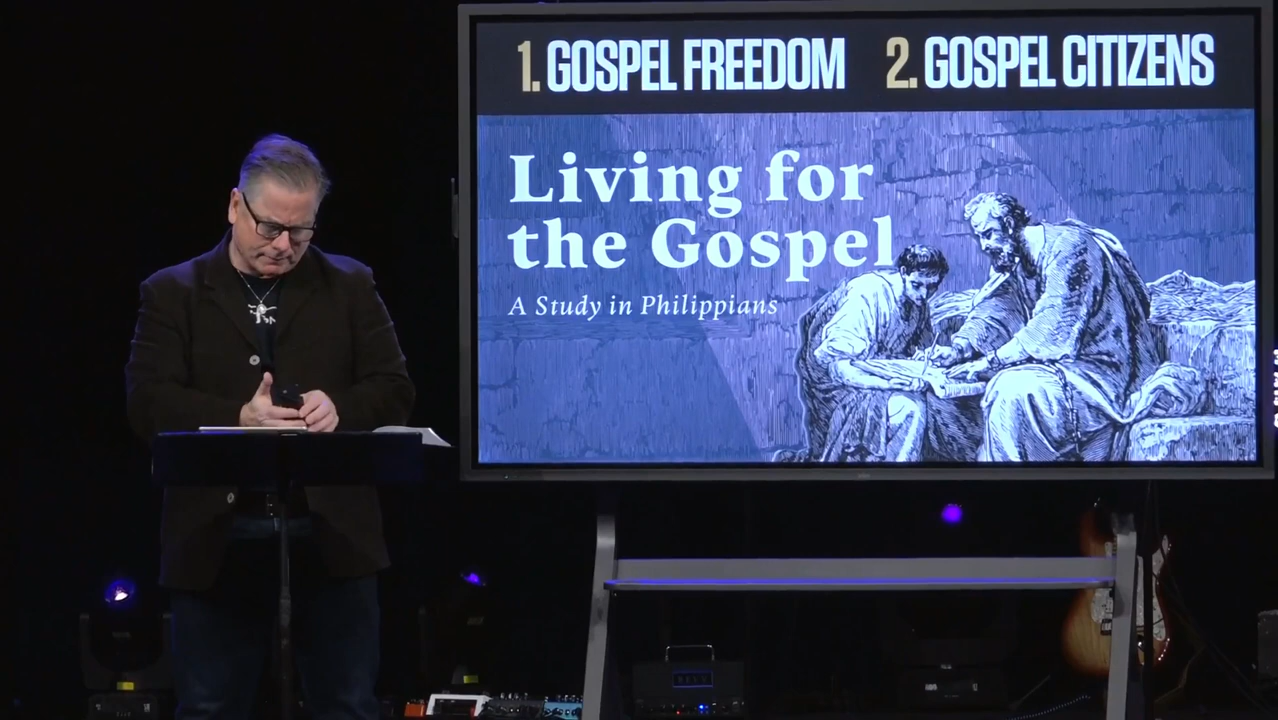 1. GOSPEL FREEDOM 2. GOSPEL CITIZENS
Living for
the Gospel
A Study in Philippians